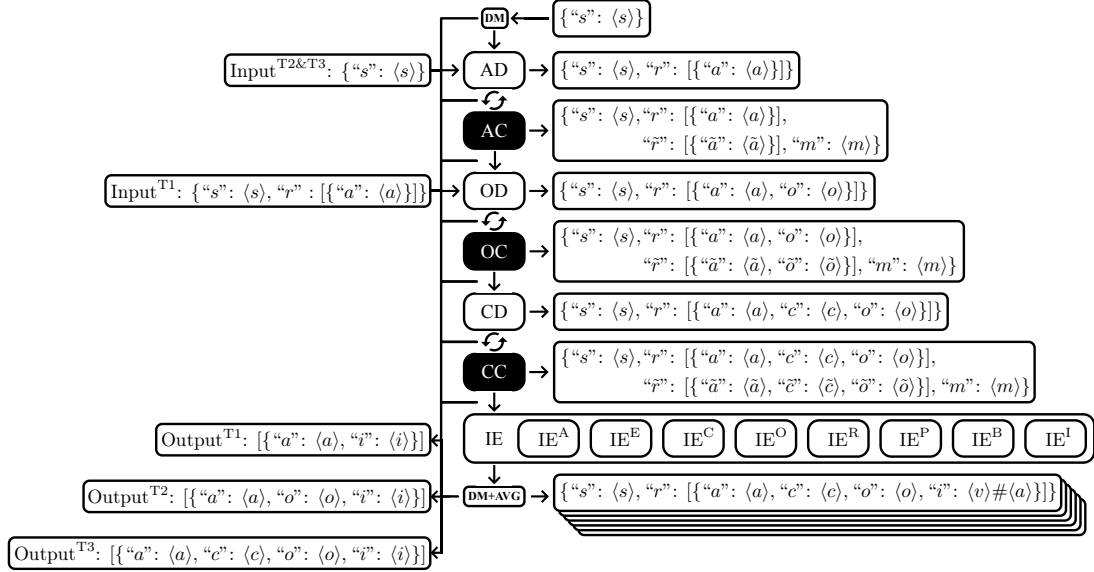 DM
{“s”: ⟨s⟩}
Input^T2&T3: {“s”: ⟨s⟩}
AD
{“s”: ⟨s⟩, “r”: [{“a”: ⟨a⟩}]}
AC
{“s”: ⟨s⟩,“r”: [{“a”: ⟨a⟩}],
“r̃”: [{“ã”: ⟨ã⟩}], “m”: ⟨m⟩}
Input^T1: {“s”: ⟨s⟩, “r” : [{“a”: ⟨a⟩}]}
OD
{“s”: ⟨s⟩, “r”: [{“a”: ⟨a⟩, “o”: ⟨o⟩}]}
OC
{“s”: ⟨s⟩,“r”: [{“a”: ⟨a⟩, “o”: ⟨o⟩}],
“r̃”: [{“ã”: ⟨ã⟩, “õ”: ⟨õ⟩}], “m”: ⟨m⟩}
CD
{“s”: ⟨s⟩, “r”: [{“a”: ⟨a⟩, “c”: ⟨c⟩, “o”: ⟨o⟩}]}
CC
{“s”: ⟨s⟩, “r”: [{“a”: ⟨a⟩, “c”: ⟨c⟩, “o”: ⟨o⟩}],
“r̃”: [{“ã”: ⟨ã⟩, “c̃”: ⟨c̃⟩, “õ”: ⟨õ⟩}], “m”: ⟨m⟩}
Output^T1: [{“a”: ⟨a⟩, “i”: ⟨i⟩}]
IE IE^A IE^E IE^C IE^O IE^R IE^P IE^B IE^I
Output^T2: [{“a”: ⟨a⟩, “o”: ⟨o⟩, “i”: ⟨i⟩}]
DM+AVG
{“s”: ⟨s⟩, “r”: [{“a”: ⟨a⟩, “c”: ⟨c⟩, “o”: ⟨o⟩, “i”: ⟨v⟩#⟨a⟩}]}
Output^T3: [{“a”: ⟨a⟩, “c”: ⟨c⟩, “o”: ⟨o⟩, “i”: ⟨i⟩}]